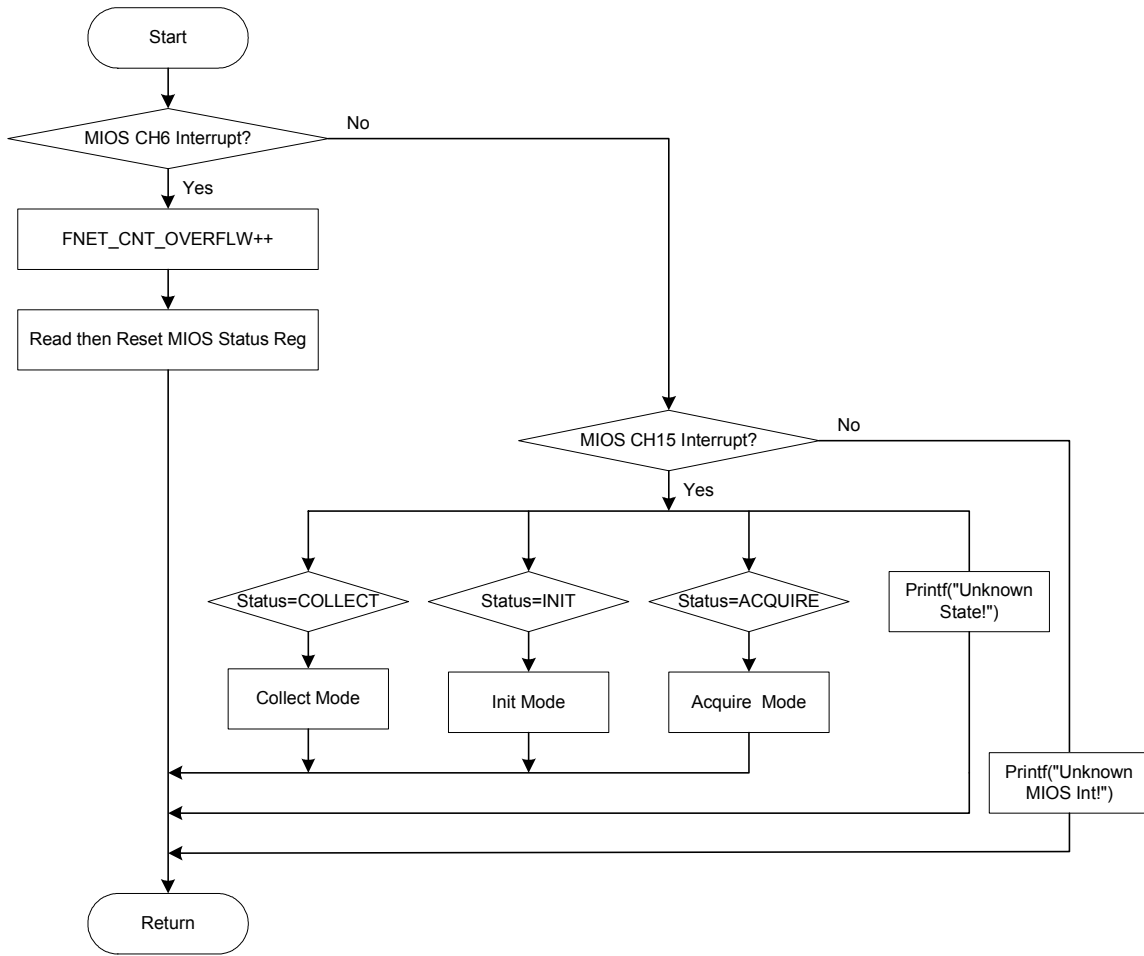 Start
MIOS CH6 Interrupt?
No
Yes
FNET_CNT_OVERFLW++
Read then Reset MIOS Status Reg
MIOS CH15 Interrupt?
No
Yes
Status=COLLECT
Status=INIT
Status=ACQUIRE
Printf("Unknown
State!")
Collect Mode
Init Mode
Acquire Mode
Printf("Unknown
MIOS Int!")
Return